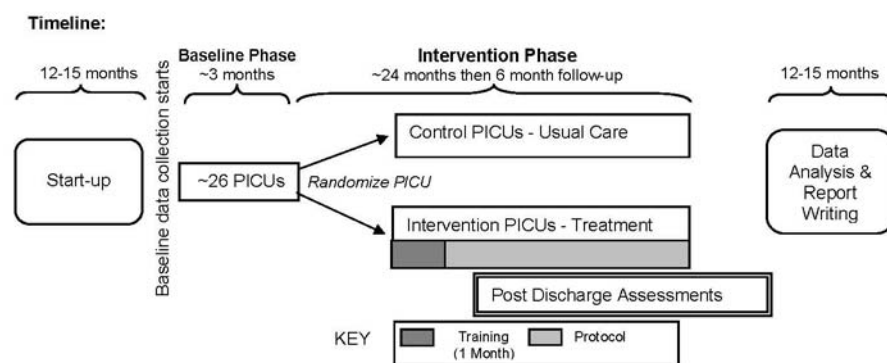 Timeline:
12-15 months
Baseline data collection starts
Baseline Phase
~3 months
Intervention Phase
~24 months then 6 month follow-up
12-15 months
Start-up
~26 PICUs
Randomize PICU
Control PICUs - Usual Care
Intervention PICUs - Treatment
Post Discharge Assessments
Data
Analysis &
Report
Writing
KEY
Training
(1 Month)
Protocol